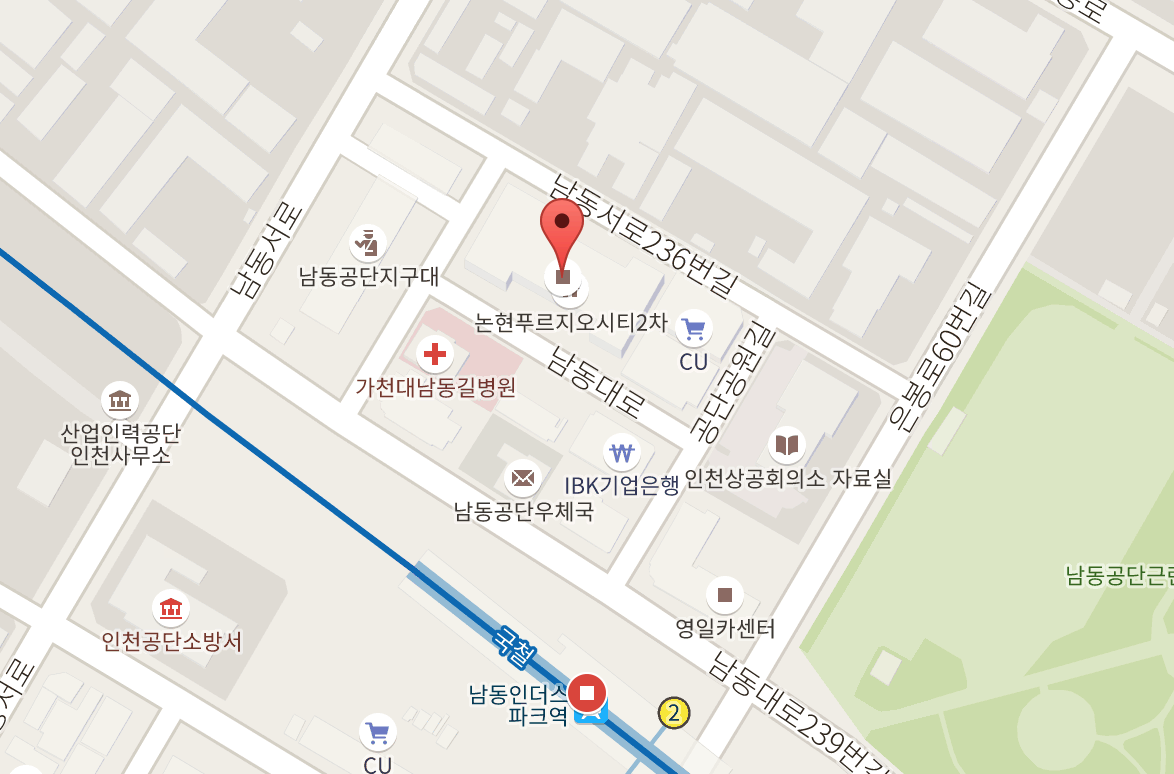 남동서로236번길
남동서로
남동공단지구대
논현푸르지오시티2차
CU
은봉로60번길
공단공원길
남동대로
가천대남동길병원
산업인력공단
인천사무소
IBK기업은행
인천상공회의소 자료실
남동공단우체국
남동공단근린
인천공단소방서
영일카센터
국철
남동인더스
파크역
2
남동대로239번길
CU